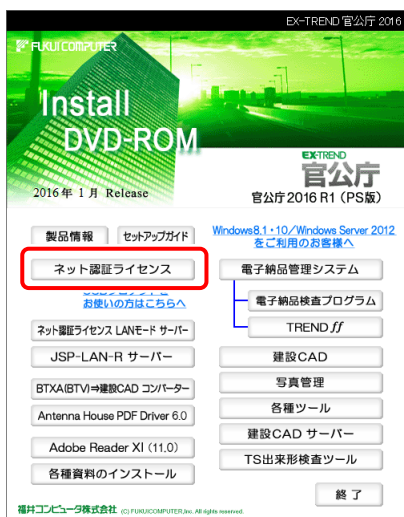 EX-TREND 官公庁 2016
FUKUI COMPUTER
Install
DVD-ROM
2016年 1月 Release
EX-TREND
官公庁
官公庁2016 R1（PS版）
製品情報
セットアップガイド
Windows8.1・10／Windows Server 2012
をご利用のお客様へ
ネット認証ライセンス
お使いの方はこちらへ
ネット認証ライセンス LANモード サーバー
JSP-LAN-R サーバー
BTXA(BTV)⇒建設CAD コンバーター
Antenna House PDF Driver 6.0
Adobe Reader XI (11.0)
各種資料のインストール
電子納品管理システム
電子納品検査プログラム
TREND ff
建設CAD
写真管理
各種ツール
建設CAD サーバー
TS出来形検査ツール
終 了
福井コンピュータ株式会社 (C) FUKUI COMPUTER,Inc. All rights reserved.